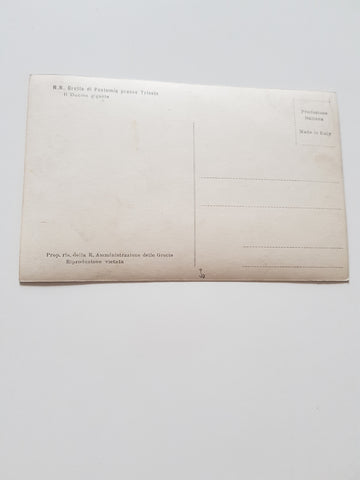 R.R. Grotte di Postumia presso Trieste
Il Duomo gigante
Produzione
Italiana
Made in Italy
Prop. ris. della R. Amministrazione delle Grotte
Riproduzione vietata